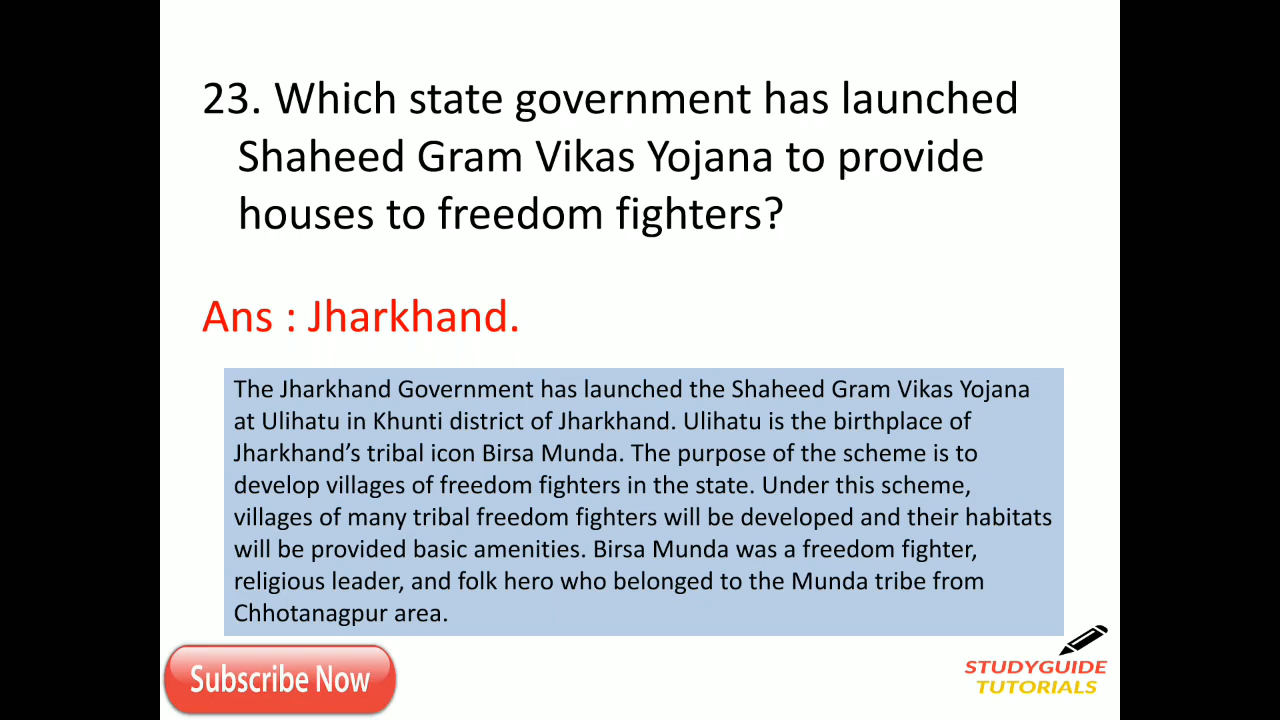 23. Which state government has launched
Shaheed Gram Vikas Yojana to provide
houses to freedom fighters?
Ans : Jharkhand.
The Jharkhand Government has launched the Shaheed Gram Vikas Yojana
at Ulihatu in Khunti district of Jharkhand. Ulihatu is the birthplace of
Jharkhand’s tribal icon Birsa Munda. The purpose of the scheme is to
develop villages of freedom fighters in the state. Under this scheme,
villages of many tribal freedom fighters will be developed and their habitats
will be provided basic amenities. Birsa Munda was a freedom fighter,
religious leader, and folk hero who belonged to the Munda tribe from
Chhotanagpur area.
Subscribe Now
STUDYGUIDE
TUTORIALS